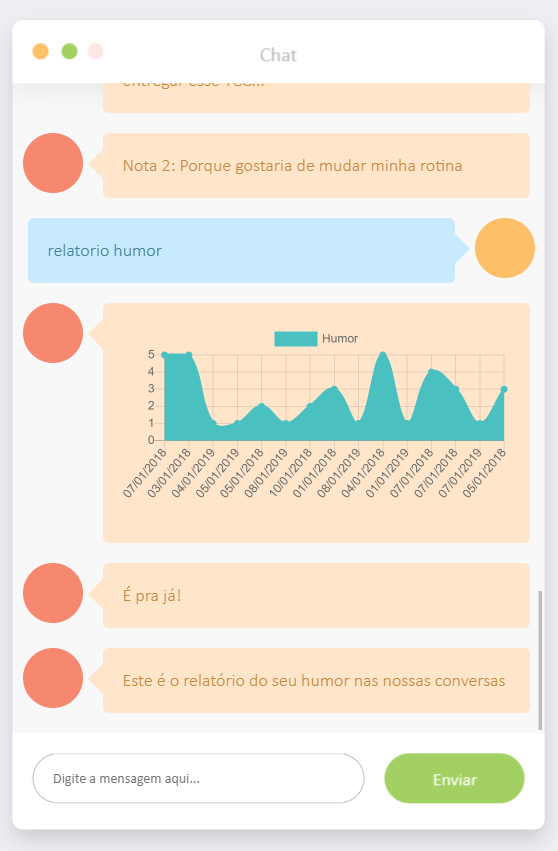 Chat
entregar esse TCC...
Nota 2: Porque gostaria de mudar minha rotina
relatorio humor
Humor
5
4
3
2
1
0
07/01/2018
03/01/2018
04/01/2019
05/01/2019
05/01/2018
08/01/2019
10/01/2018
01/01/2018
08/01/2019
04/01/2018
01/01/2019
07/01/2018
07/01/2018
07/01/2019
05/01/2018
É pra já!
Este é o relatório do seu humor nas nossas conversas
Digite a mensagem aqui...
Enviar